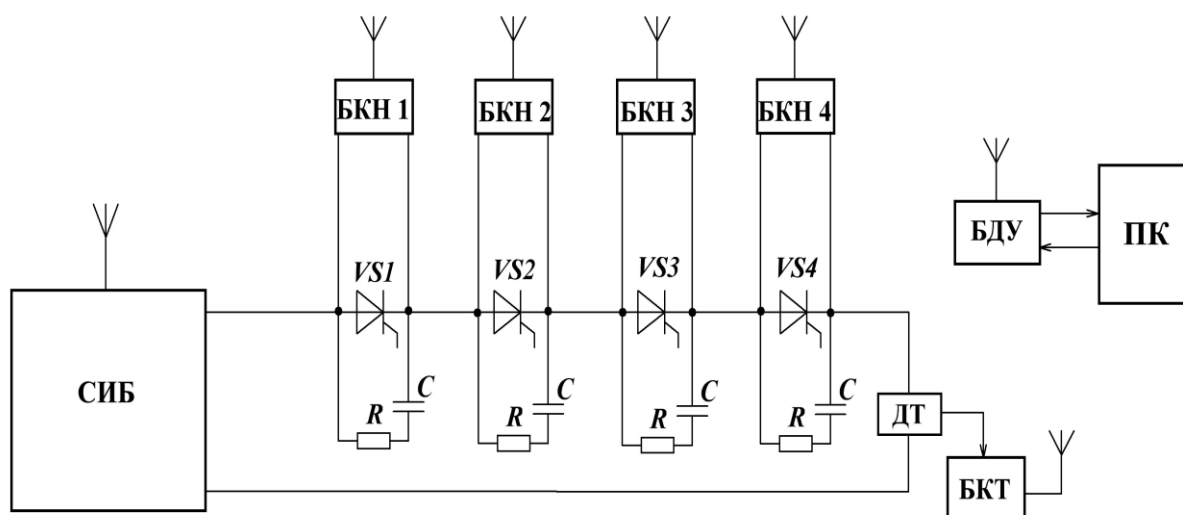 БКН 1 БКН 2 БКН 3 БКН 4
БДУ ПК
VS1 VS2 VS3 VS4
СИБ
C C C C
R R R R
ДТ
БКТ